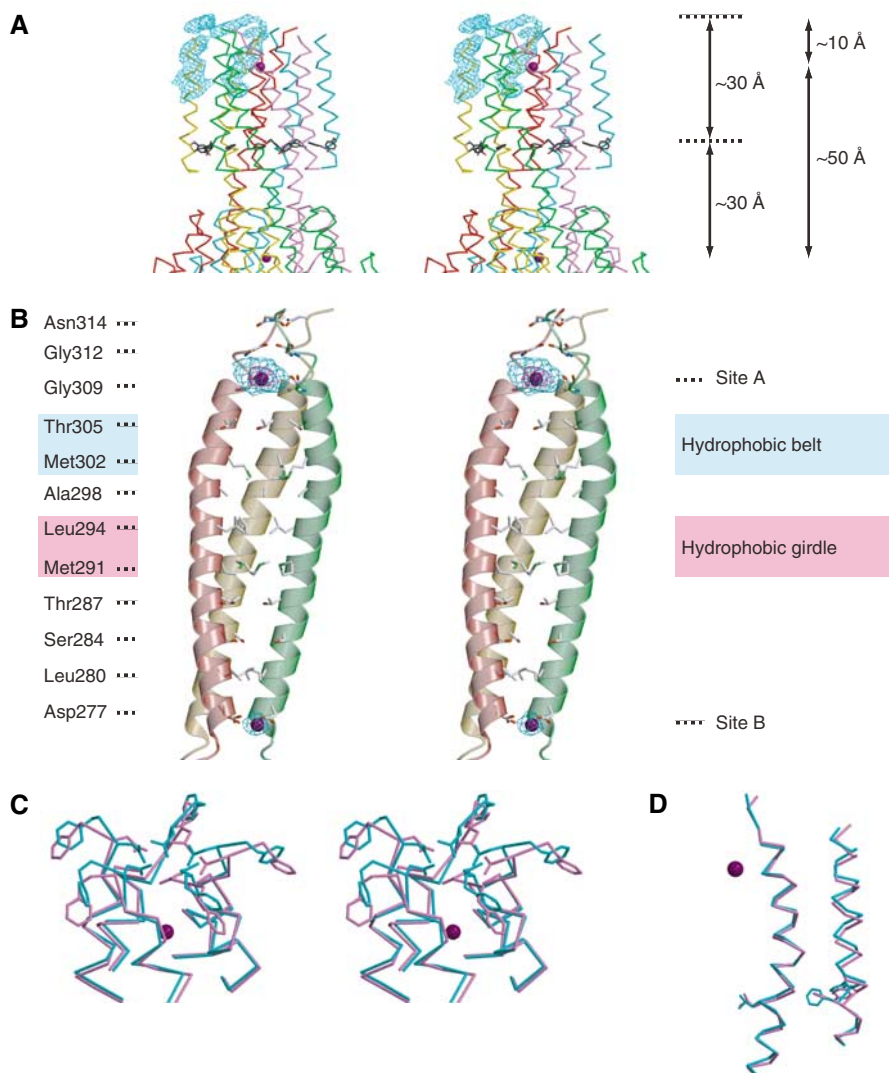 A
~10 Å
~30 Å
~50 Å
~30 Å
B
Asn314
Gly312
Gly309
Site A
Thr305
Hydrophobic belt
Met302
Ala298
Leu294
Hydrophobic girdle
Met291
Thr287
Ser284
Leu280
Asp277
Site B
C
D